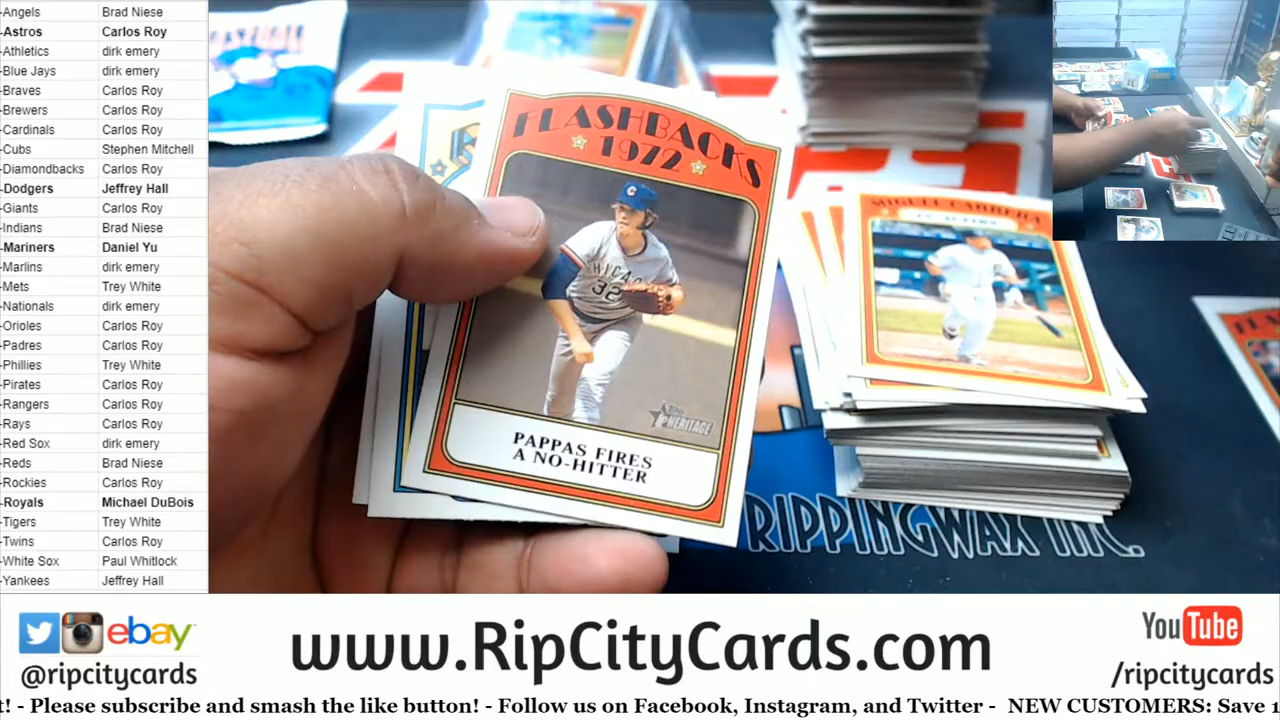 -Angels Brad Niese
-Astros Carlos Roy
-Athletics dirk emery
-Blue Jays dirk emery
-Braves Carlos Roy
-Brewers Carlos Roy
-Cardinals Carlos Roy
-Cubs Stephen Mitchell
-Diamondbacks Carlos Roy
-Dodgers Jeffrey Hall
-Giants Carlos Roy
-Indians Brad Niese
-Mariners Daniel Yu
-Marlins dirk emery
-Mets Trey White
-Nationals dirk emery
-Orioles Carlos Roy
-Padres Carlos Roy
-Phillies Trey White
-Pirates Carlos Roy
-Rangers Carlos Roy
-Rays Carlos Roy
-Red Sox dirk emery
-Reds Brad Niese
-Rockies Carlos Roy
-Royals Michael DuBois
-Tigers Trey White
-Twins Carlos Roy
-White Sox Paul Whitlock
-Yankees Jeffrey Hall
FLASHBACKS
1972
CHICAGO
32
Topps
HERITAGE
PAPPAS FIRES
A NO-HITTER
MIGUEL CABRERA
IN ACTION
RIPPINGWAX INC.
ebay
@ripcitycards
www.RipCityCards.com
YouTube
/ripcitycards
t! - Please subscribe and smash the like button! - Follow us on Facebook, Instagram, and Twitter - NEW CUSTOMERS: Save 1